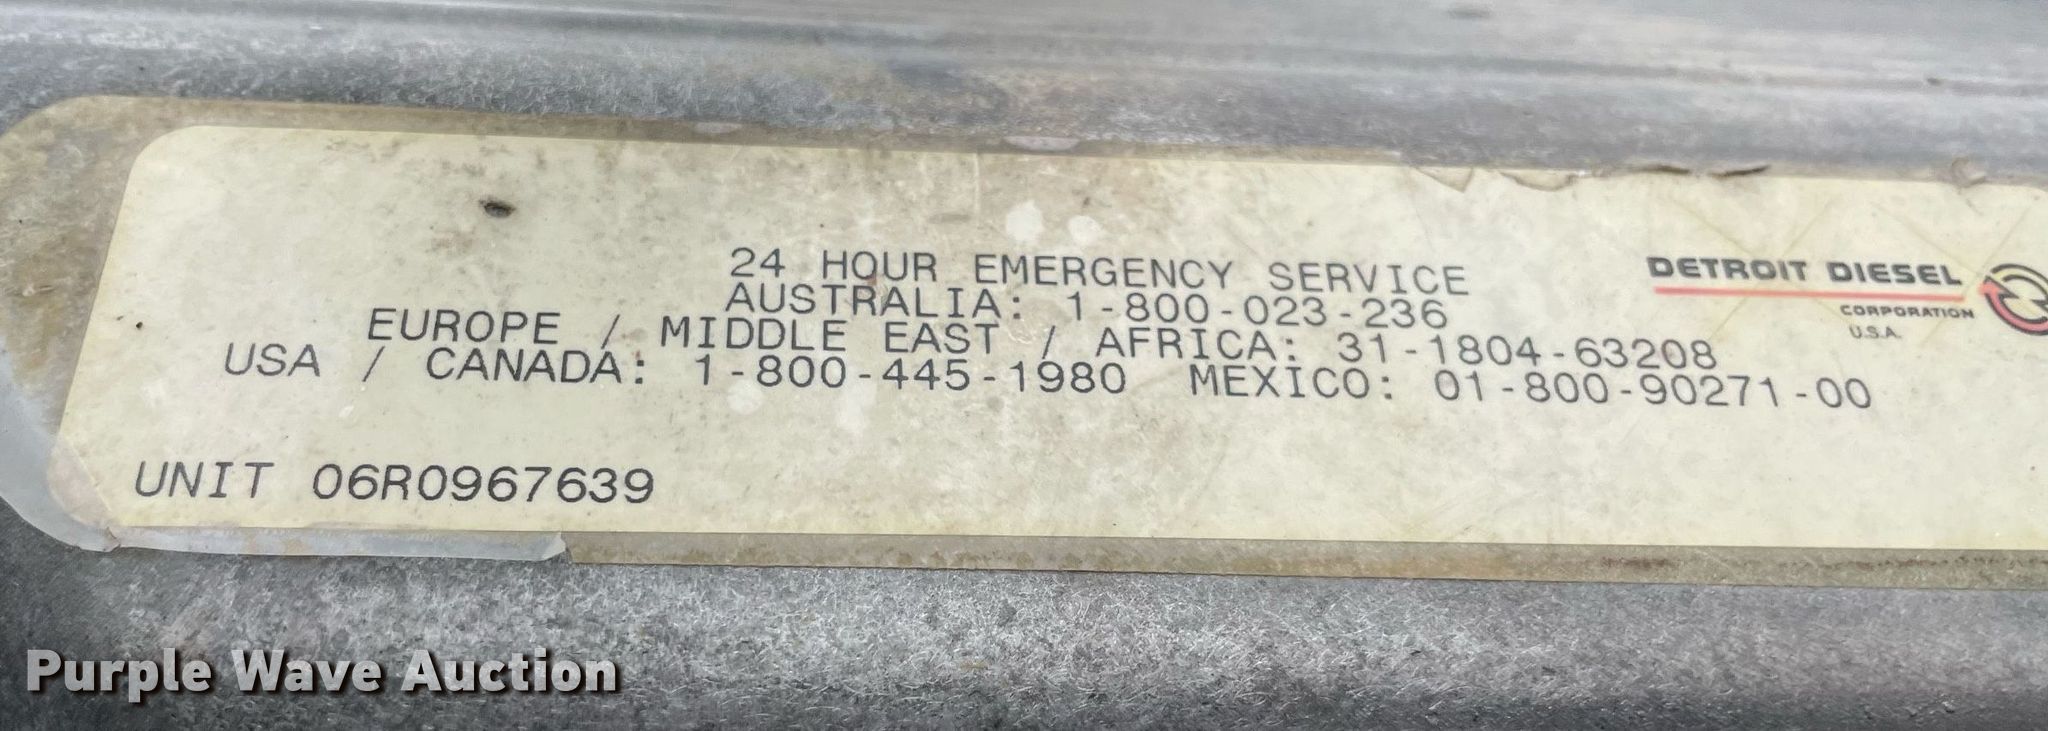 24 HOUR EMERGENCY SERVICE
AUSTRALIA: 1-800-023-236
EUROPE / MIDDLE EAST / AFRICA: 31-1804-63208
USA / CANADA: 1-800-445-1980 MEXICO: 01-800-90271-00
DETROIT DIESEL
CORPORATION
U.S.A.
UNIT 06R0967639
Purple Wave Auction